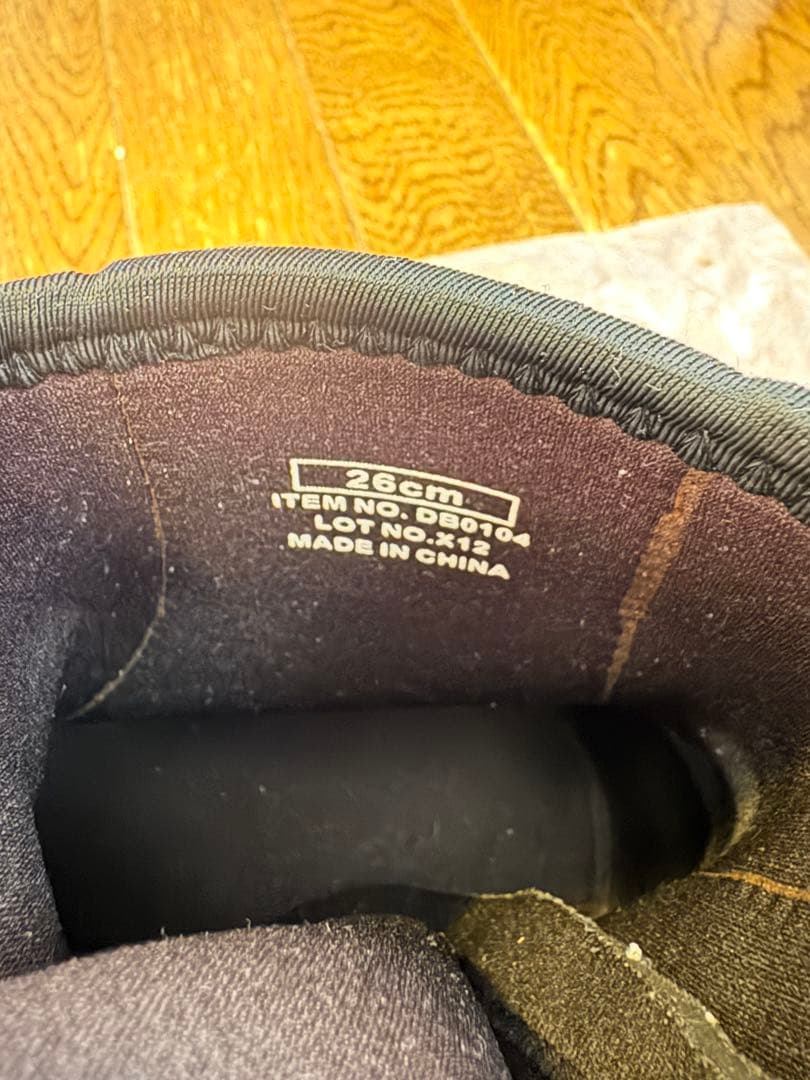 26cm
ITEM NO. DB0104
LOT NO.X12
MADE IN CHINA